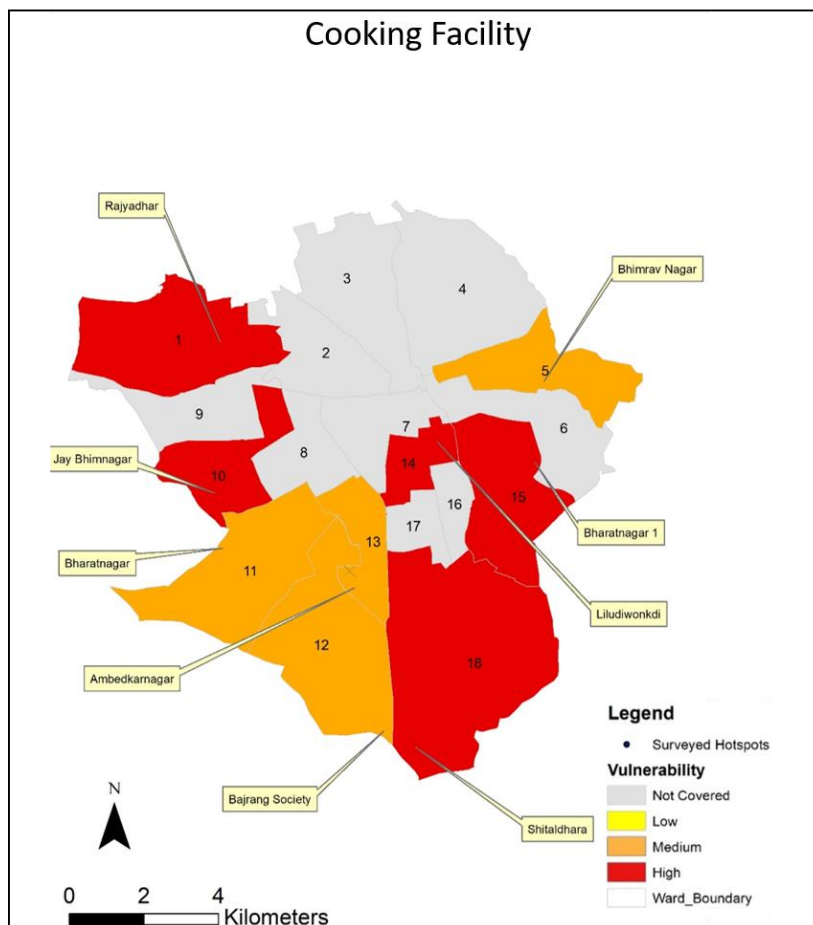 Cooking Facility
Rajyadhar
Bhimrav Nagar
3
4
1
2
5
9
7
6
8
14
10
15
16
17
13
11
12
18
Jay Bhimnagar
Bharatnagar 1
Bharatnagar
Liludiwonkdi
Ambedkarnagar
Bajrang Society
Shitaldhara
Legend
Surveyed Hotspots
Vulnerability
Not Covered
Low
Medium
High
Ward_Boundary
N
0 2 4
Kilometers